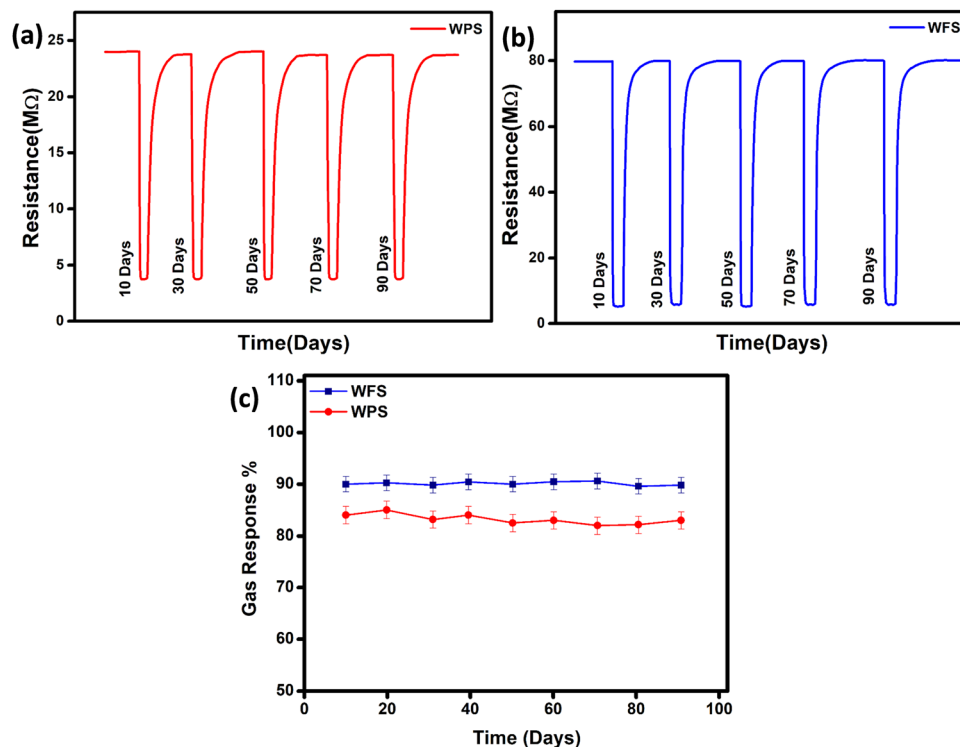 (a)
WPS
Resistance(MΩ)
25
20
15
10
5
0
10 Days
30 Days
50 Days
70 Days
90 Days
Time(Days)
(b)
WFS
Resistance(MΩ)
80
60
40
20
0
10 Days
30 Days
50 Days
70 Days
90 Days
Time(Days)
(c)
WFS
WPS
Gas Response %
110
100
90
80
70
60
50
0 20 40 60 80 100
Time (Days)